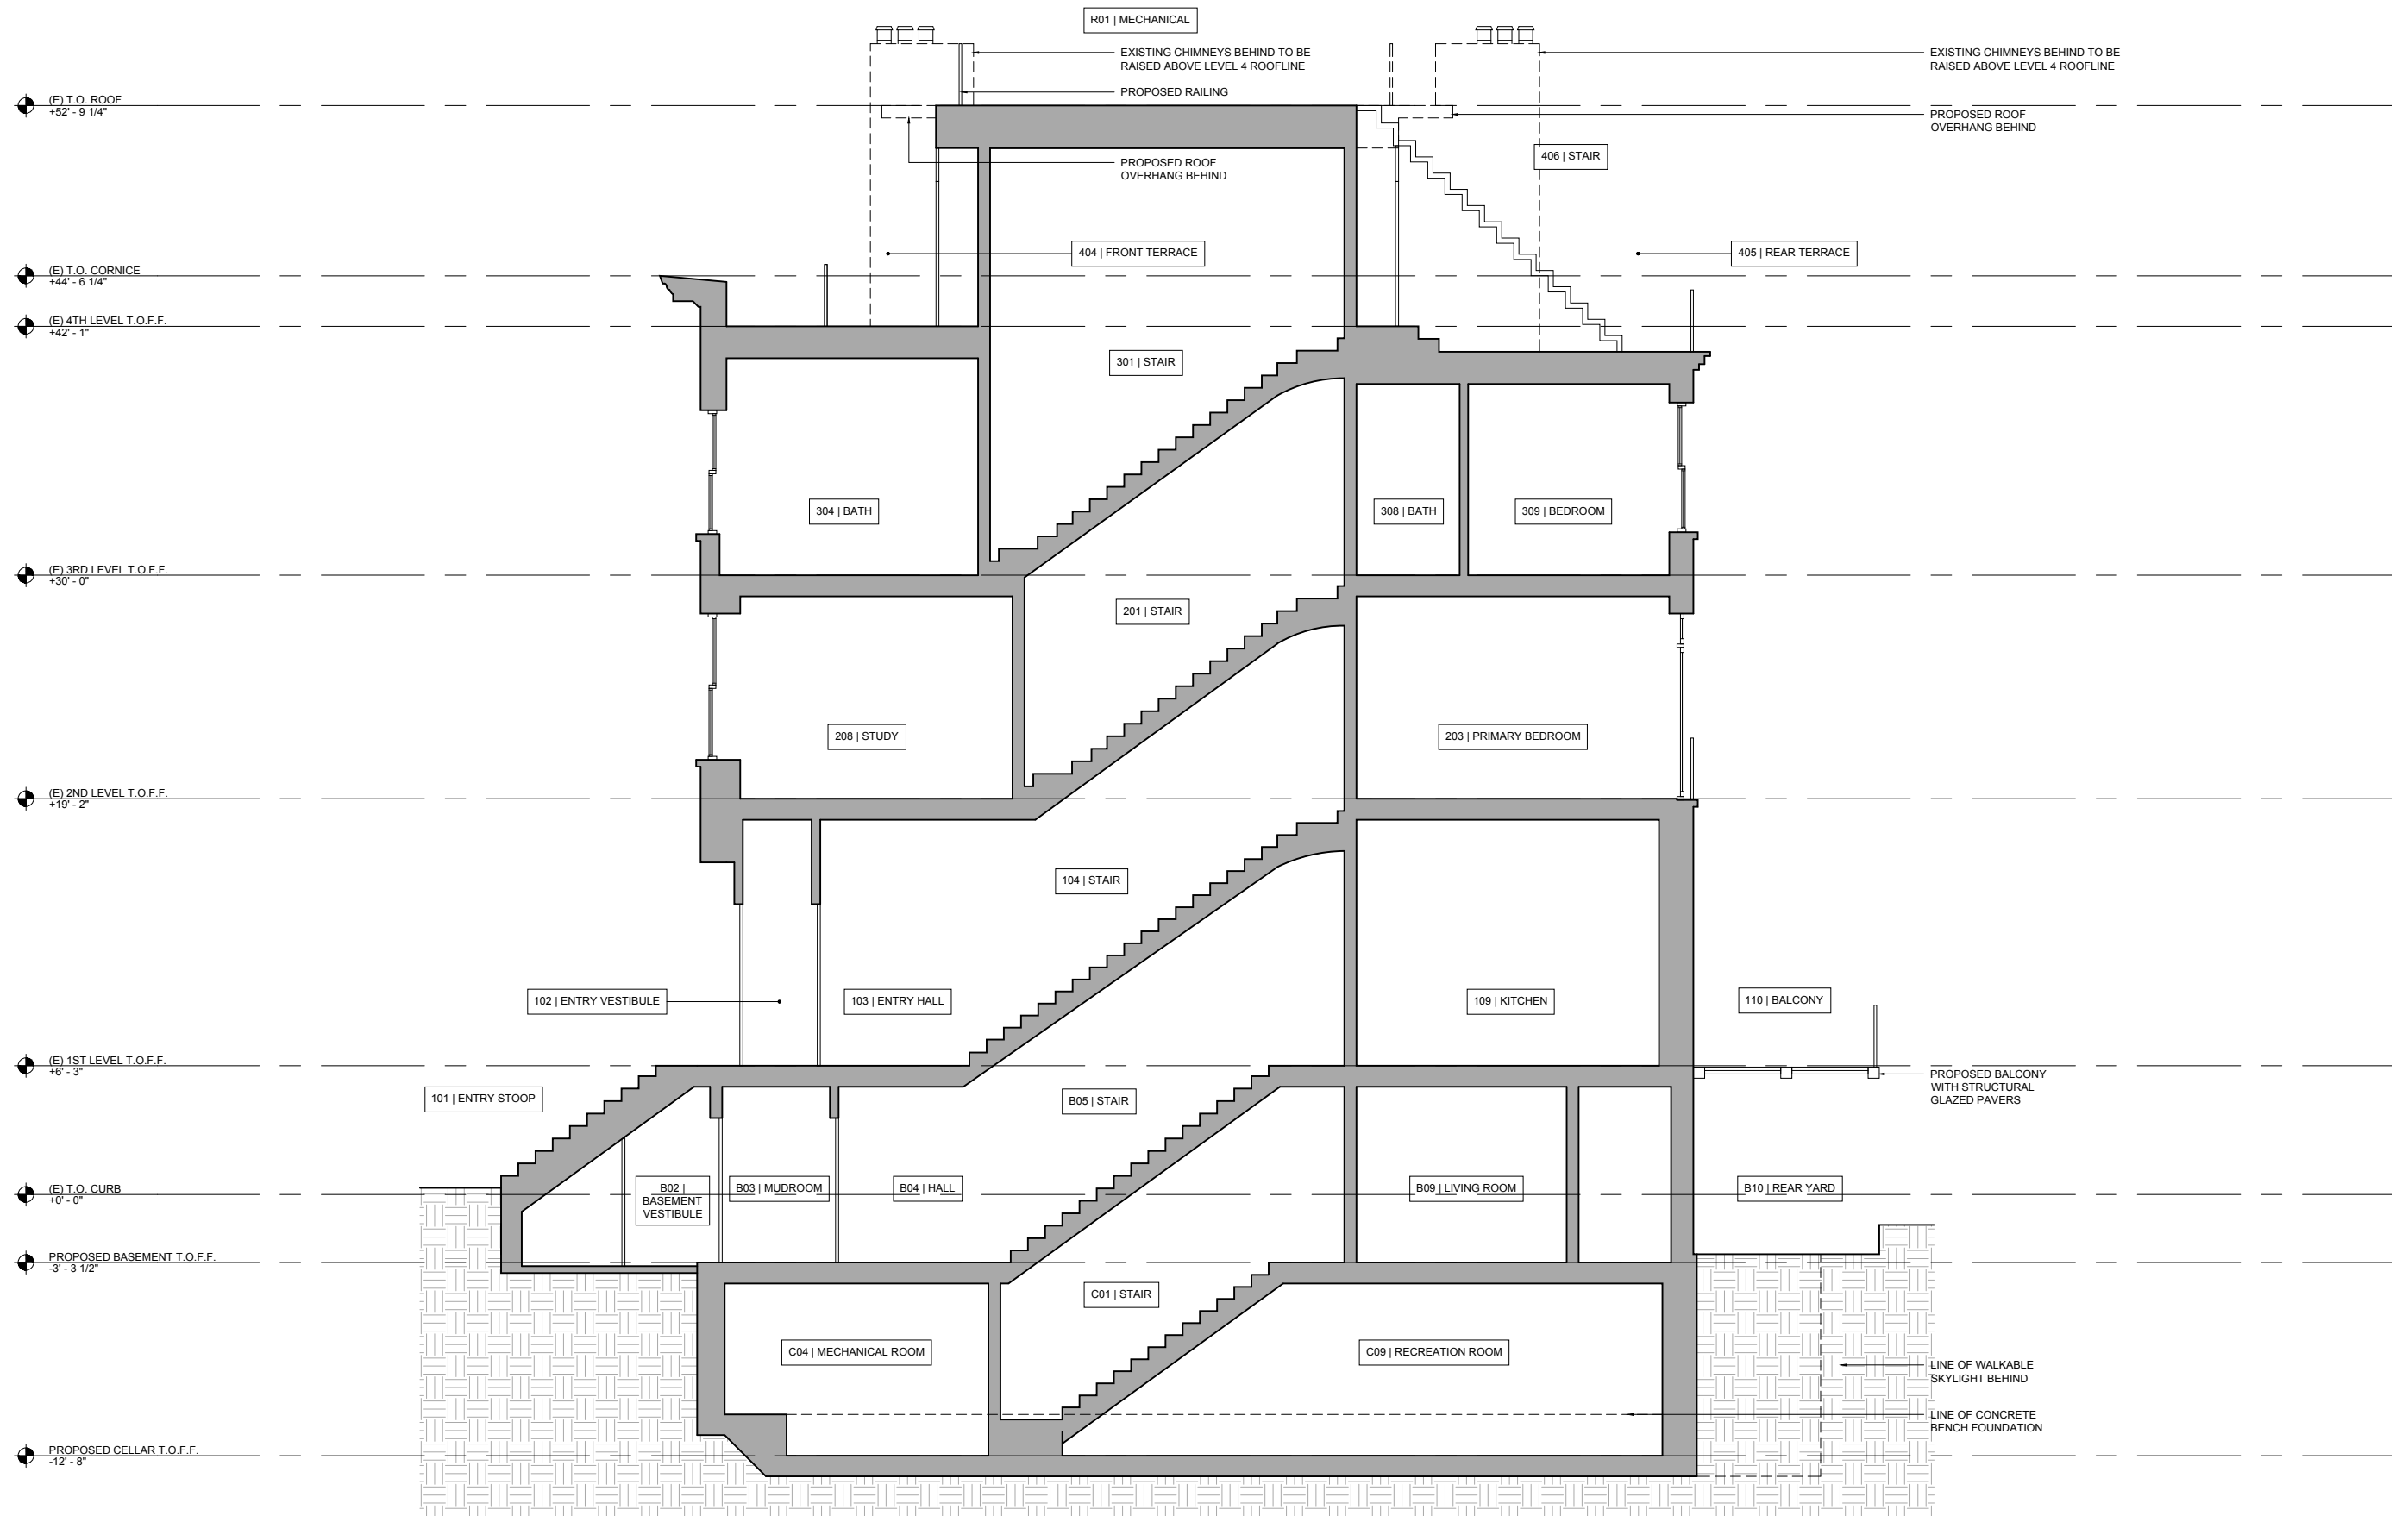 R01 | MECHANICAL
EXISTING CHIMNEYS BEHIND TO BE
RAISED ABOVE LEVEL 4 ROOFLINE
EXISTING CHIMNEYS BEHIND TO BE
RAISED ABOVE LEVEL 4 ROOFLINE
PROPOSED RAILING
(E) T.O. ROOF
+52' - 9 1/4"
PROPOSED ROOF
OVERHANG BEHIND
PROPOSED ROOF
OVERHANG BEHIND
406 | STAIR
404 | FRONT TERRACE
405 | REAR TERRACE
(E) T.O. CORNICE
+44' - 6 1/4"
(E) 4TH LEVEL T.O.F.F.
+42' - 1"
301 | STAIR
304 | BATH
308 | BATH
309 | BEDROOM
(E) 3RD LEVEL T.O.F.F.
+30' - 0"
201 | STAIR
208 | STUDY
203 | PRIMARY BEDROOM
(E) 2ND LEVEL T.O.F.F.
+19' - 2"
104 | STAIR
102 | ENTRY VESTIBULE
103 | ENTRY HALL
109 | KITCHEN
110 | BALCONY
(E) 1ST LEVEL T.O.F.F.
+6' - 3"
PROPOSED BALCONY
WITH STRUCTURAL
GLAZED PAVERS
101 | ENTRY STOOP
B05 | STAIR
(E) T.O. CURB
+0' - 0"
B02 |
BASEMENT
VESTIBULE
B03 | MUDROOM
B04 | HALL
B09 | LIVING ROOM
B10 | REAR YARD
PROPOSED BASEMENT T.O.F.F.
-3' - 3 1/2"
C01 | STAIR
C04 | MECHANICAL ROOM
C09 | RECREATION ROOM
LINE OF WALKABLE
SKYLIGHT BEHIND
LINE OF CONCRETE
BENCH FOUNDATION
PROPOSED CELLAR T.O.F.F.
-12' - 8"